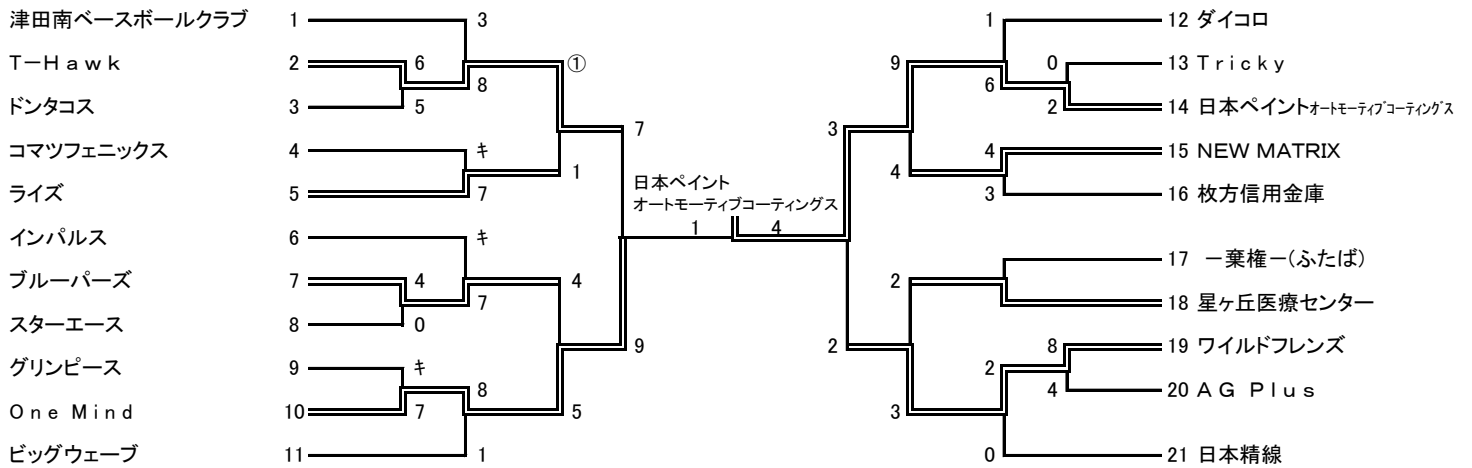 津田南ベースボールクラブ 1 3 1 12 ダイコロ
T－Hawk 2 6 ① 9 0 13 Tricky
8 6
ドンタコス 3 5 2 14 日本ペイントオートモーティブコーティングス
7 3
コマツフェニックス 4 キ 4 15 NEW MATRIX
1 4
ライズ 5 7 日本ペイント 3 16 枚方信用金庫
オートモーティブコーティングス
1 4
インパルス 6 キ 17 －棄権－(ふたば)
ブルーパーズ 7 4 4 2
7 18 星ヶ丘医療センター
スターエース 8 0
9 2 8 19 ワイルドフレンズ
グリンピース 9 キ 2
8 4 20 AG Plus
One Mind 10 7 5 3
ビッグウェーブ 11 1 0 21 日本精線